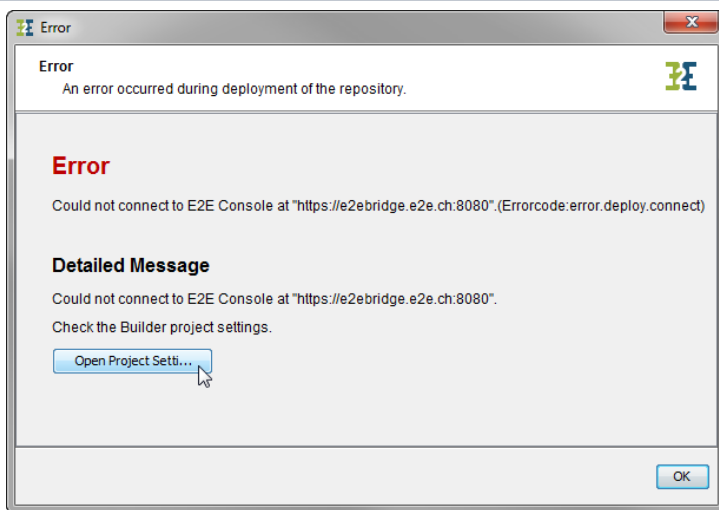 E2E Error
Error
An error occurred during deployment of the repository.
E2E
Error
Could not connect to E2E Console at "https://e2ebridge.e2e.ch:8080".(Errorcode:error.deploy.connect)
Detailed Message
Could not connect to E2E Console at "https://e2ebridge.e2e.ch:8080".
Check the Builder project settings.
Open Project Setti...
OK